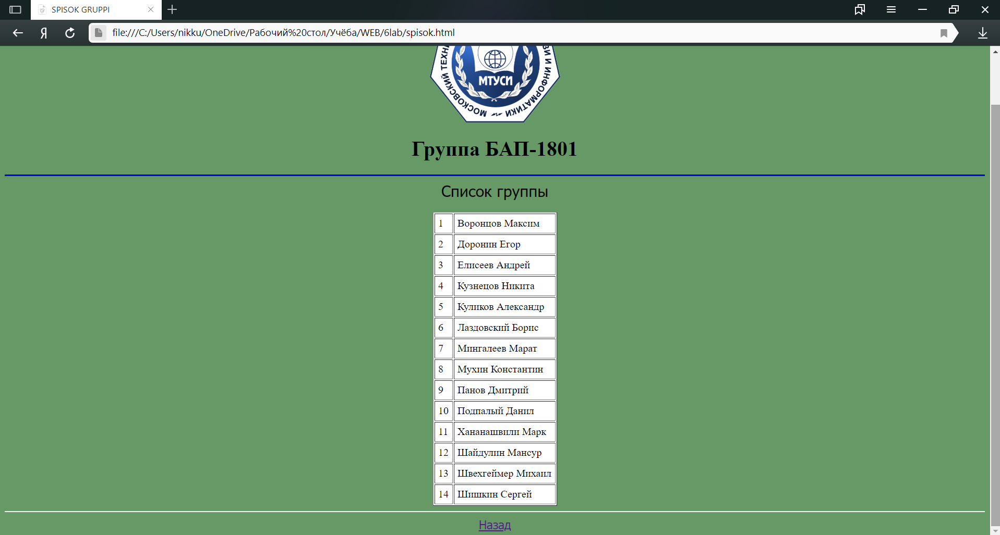 SPISOK GRUPPI
Я
file:///C:/Users/nikku/OneDrive/Рабочий%20стол/Учёба/WEB/6lab/spisok.html
МОСКОВСКИЙ ИНФОРМАТИКИ
МТУСИ
Группа БАП-1801
Список группы
1 Воронцов Максим
2 Доронин Егор
3 Елисеев Андрей
4 Кузнецов Никита
5 Куликов Александр
6 Лаздовский Борис
7 Мингалеев Марат
8 Мухин Константин
9 Панов Дмитрий
10 Подпалый Данил
11 Хананашвили Марк
12 Шайдулин Мансур
13 Швехгеймер Михаил
14 Шишкин Сергей
Назад